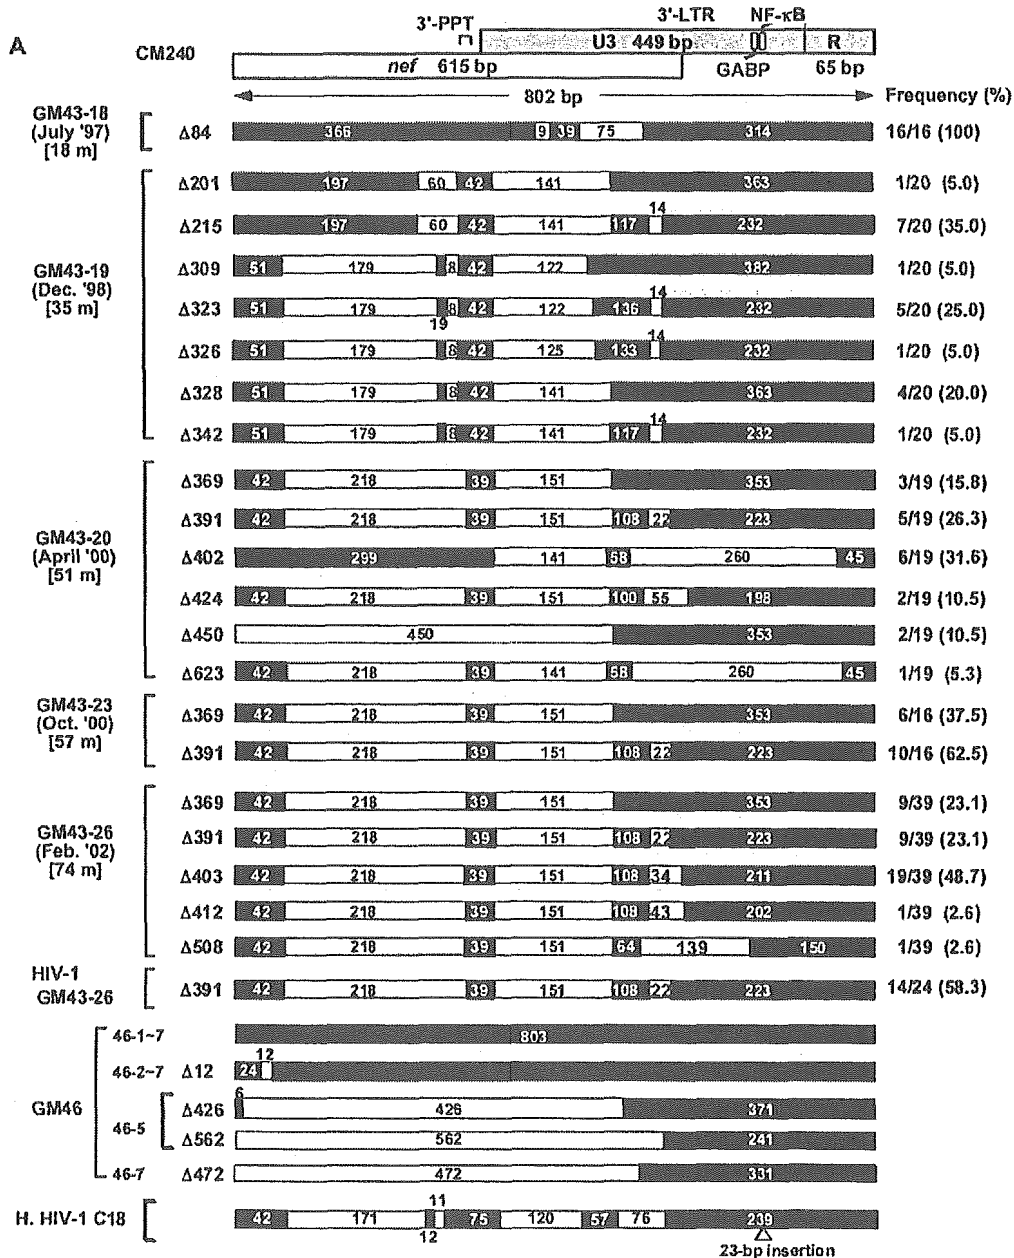 A
3'-PPT 3'-LTR NF-κB
CM240 U3 449 bp R
nef 615 bp GABP 65 bp
802 bp Frequency (%)
GM43-18
(July '97)
[18 m]
Δ84 366 9 39 75 314 16/16 (100)
GM43-19
(Dec. '98)
[35 m]
Δ201 197 60 42 141 363 1/20 (5.0)
14
Δ215 197 60 42 141 117 232 7/20 (35.0)
Δ309 51 179 8 42 122 382 1/20 (5.0)
14
Δ323 51 179 8 42 122 136 232 5/20 (25.0)
19
14
Δ326 51 179 8 42 125 133 232 1/20 (5.0)
Δ328 51 179 8 42 141 363 4/20 (20.0)
14
Δ342 51 179 8 42 141 117 232 1/20 (5.0)
GM43-20
(April '00)
[51 m]
Δ369 42 218 39 151 353 3/19 (15.8)
Δ391 42 218 39 151 108 22 223 5/19 (26.3)
Δ402 299 141 58 260 45 6/19 (31.6)
Δ424 42 218 39 151 100 55 198 2/19 (10.5)
Δ450 450 353 2/19 (10.5)
Δ623 42 218 39 141 58 260 45 1/19 (5.3)
GM43-23
(Oct. '00)
[57 m]
Δ369 42 218 39 151 353 6/16 (37.5)
Δ391 42 218 39 151 108 22 223 10/16 (62.5)
GM43-26
(Feb. '02)
[74 m]
Δ369 42 218 39 151 353 9/39 (23.1)
Δ391 42 218 39 151 108 22 223 9/39 (23.1)
Δ403 42 218 39 151 108 34 211 19/39 (48.7)
Δ412 42 218 39 151 108 43 202 1/39 (2.6)
Δ508 42 218 39 151 64 139 150 1/39 (2.6)
HIV-1
GM43-26
Δ391 42 218 39 151 108 22 223 14/24 (58.3)
GM46
46-1~7 803
12
46-2~7 Δ12 24
6
46-5
Δ426 426 371
Δ562 562 241
46-7 Δ472 472 331
11
H. HIV-1 C18 42 171 75 120 57 76 239
12
23-bp insertion